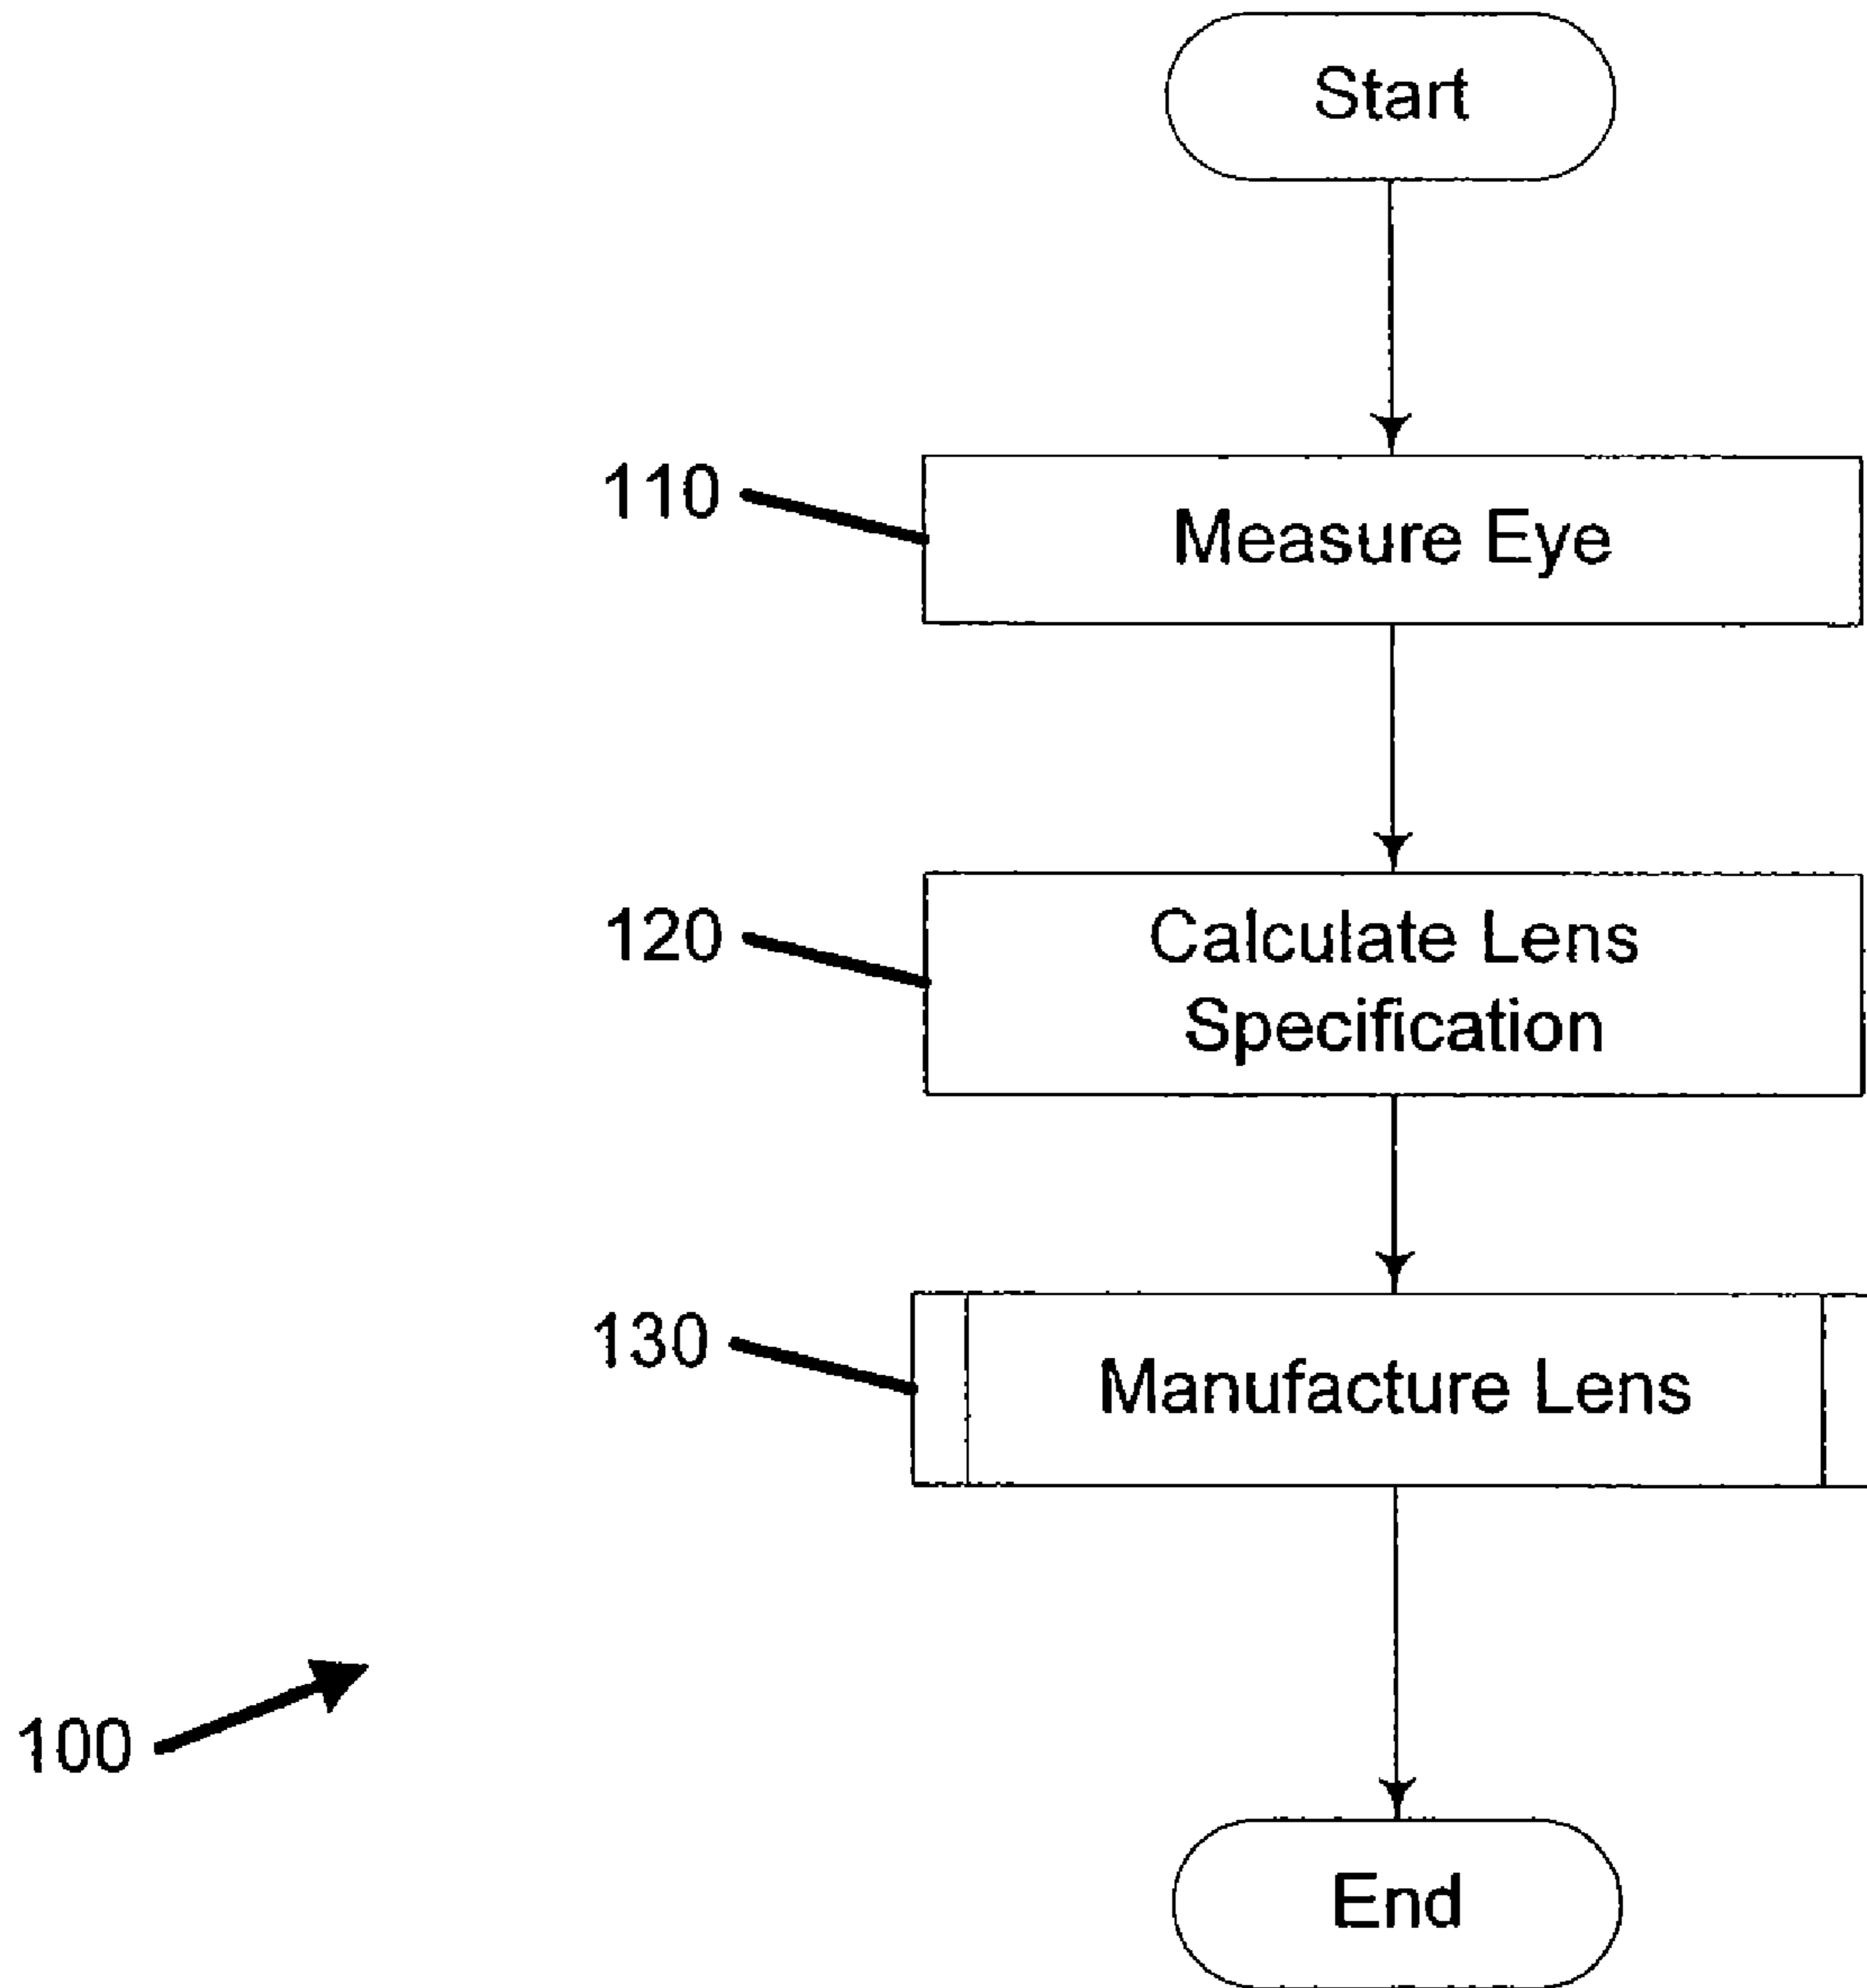 Start
110
Measure Eye
120
Calculate Lens
Specification
130
Manufacture Lens
100
End